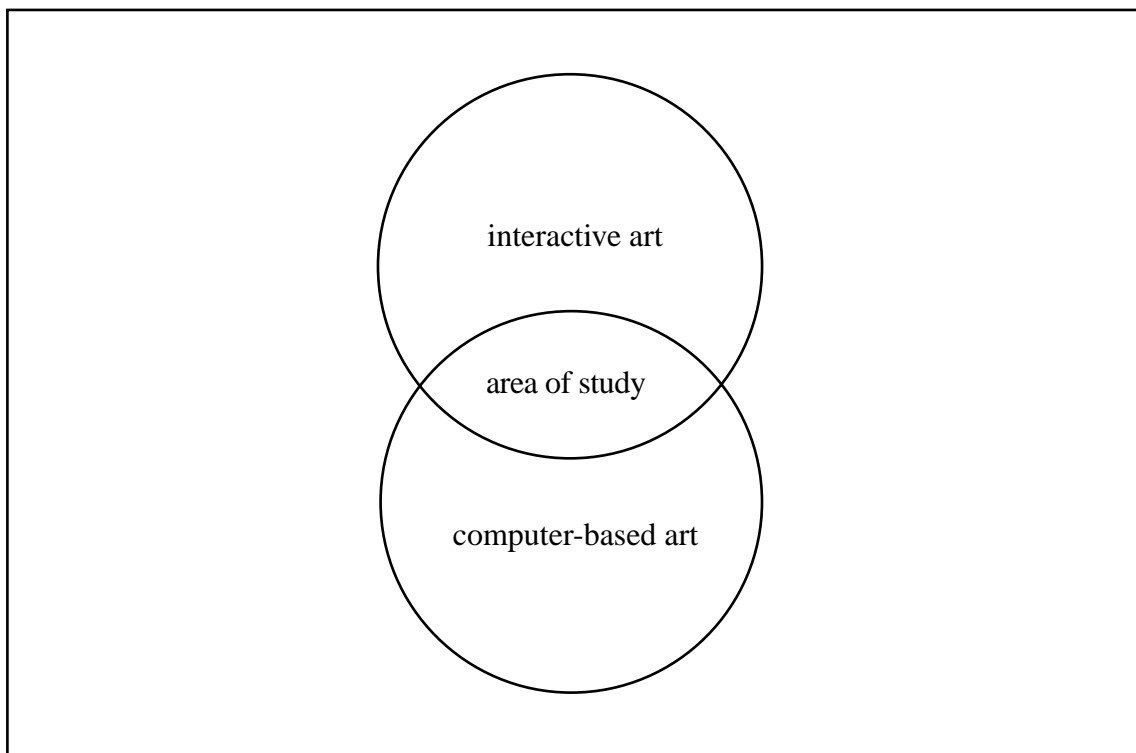 interactive art
area of study
computer-based art